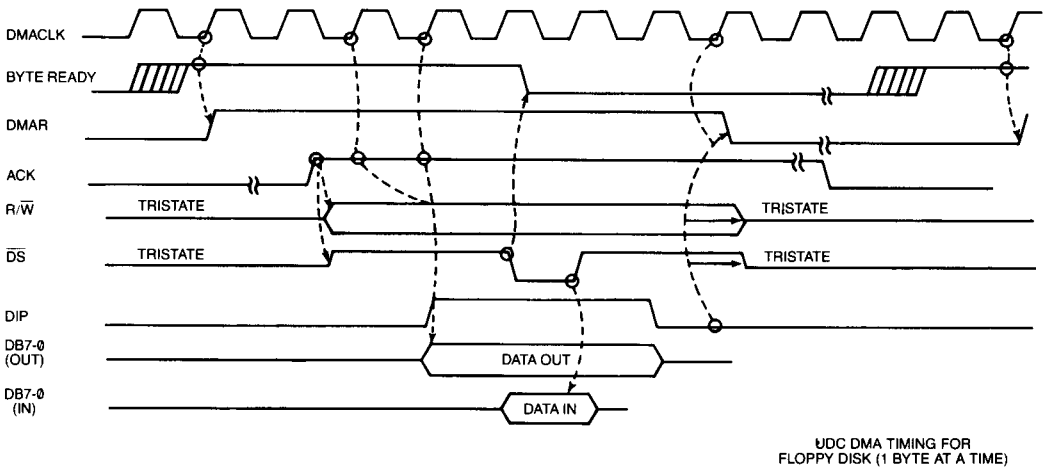 DMACLK
BYTE READY
DMAR
ACK
R/W̅
TRISTATE
TRISTATE
D̅S̅
TRISTATE
TRISTATE
DIP
DB7-0
(OUT)
DATA OUT
DB7-0
(IN)
DATA IN
UDC DMA TIMING FOR
FLOPPY DISK (1 BYTE AT A TIME)